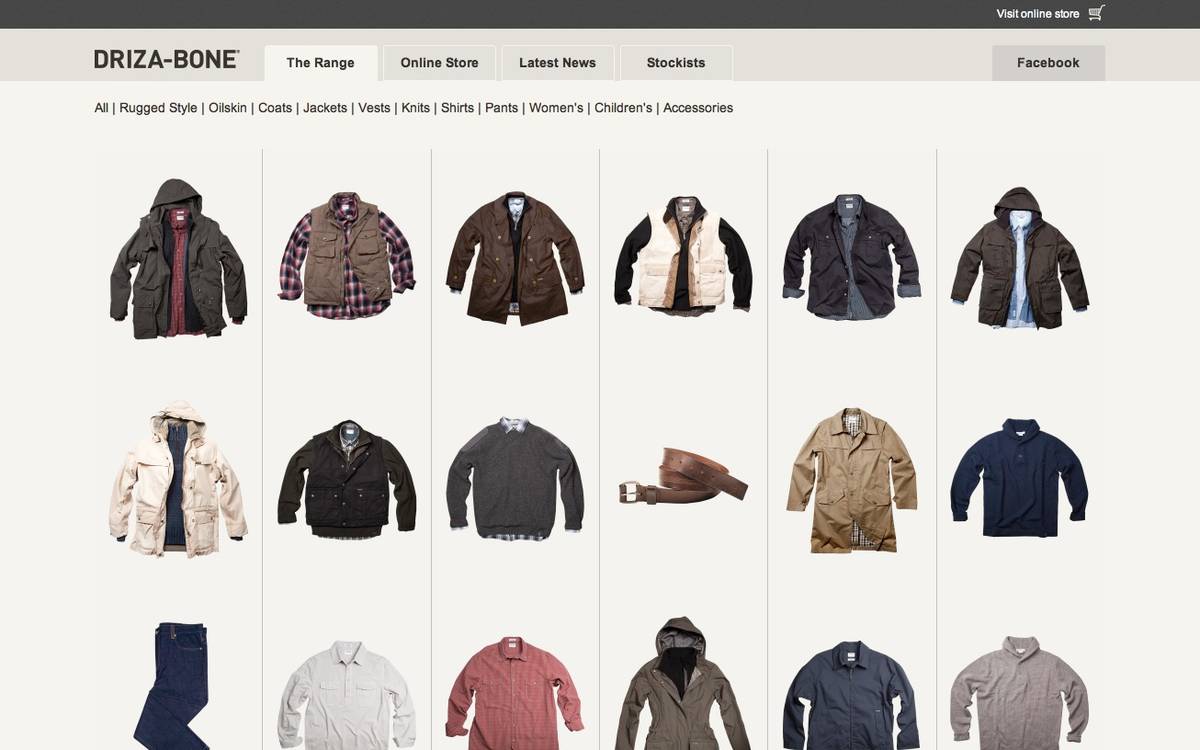 Visit online store
DRIZA-BONE®
The Range
Online Store
Latest News
Stockists
Facebook
All | Rugged Style | Oilskin | Coats | Jackets | Vests | Knits | Shirts | Pants | Women's | Children's | Accessories